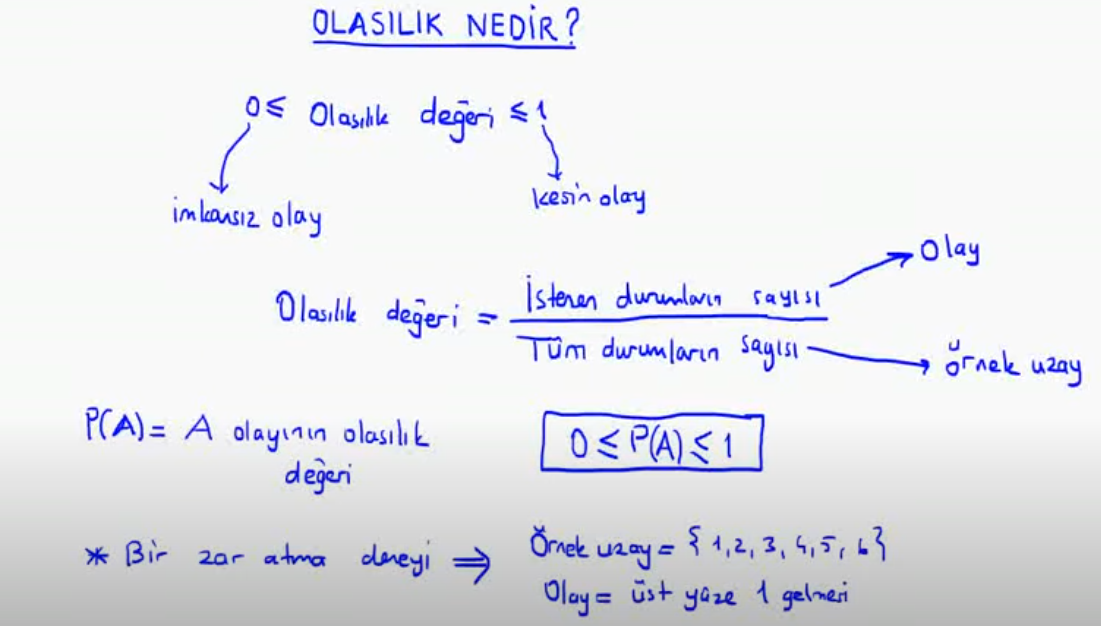 OLASILIK NEDİR?
0 ≤ Olasılık değeri ≤ 1
imkansız olay
kesin olay
Olasılık değeri = İstenen durumların sayısı / Tüm durumların sayısı
Olay
örnek uzay
P(A) = A olayının olasılık
değeri
0 ≤ P(A) ≤ 1
* Bir zar atma deneyi ⇒ Örnek uzay = {1, 2, 3, 4, 5, 6}
Olay = üst yüze 1 gelmesi